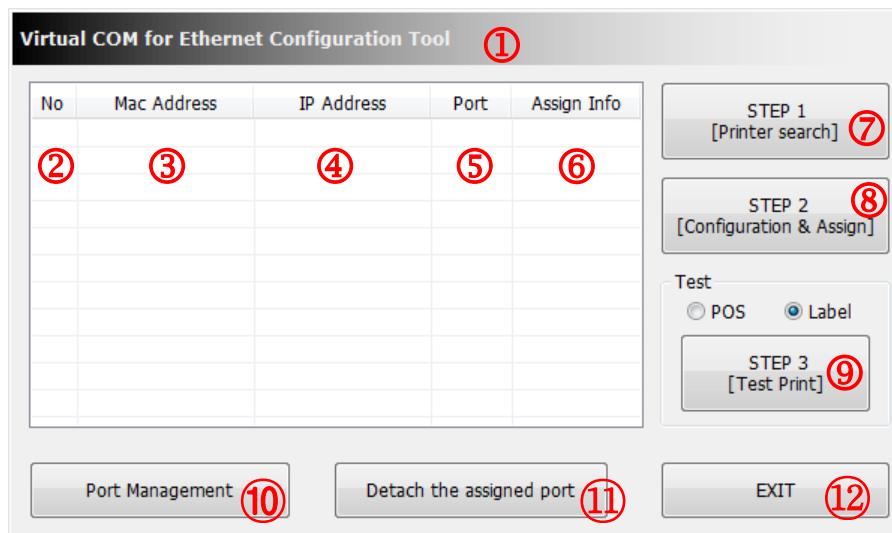 Virtual COM for Ethernet Configuration Tool ①
No Mac Address IP Address Port Assign Info
② ③ ④ ⑤ ⑥
STEP 1
[Printer search] ⑦
STEP 2 ⑧
[Configuration & Assign]
Test
POS Label
STEP 3
[Test Print] ⑨
Port Management ⑩ Detach the assigned port ⑪ EXIT ⑫